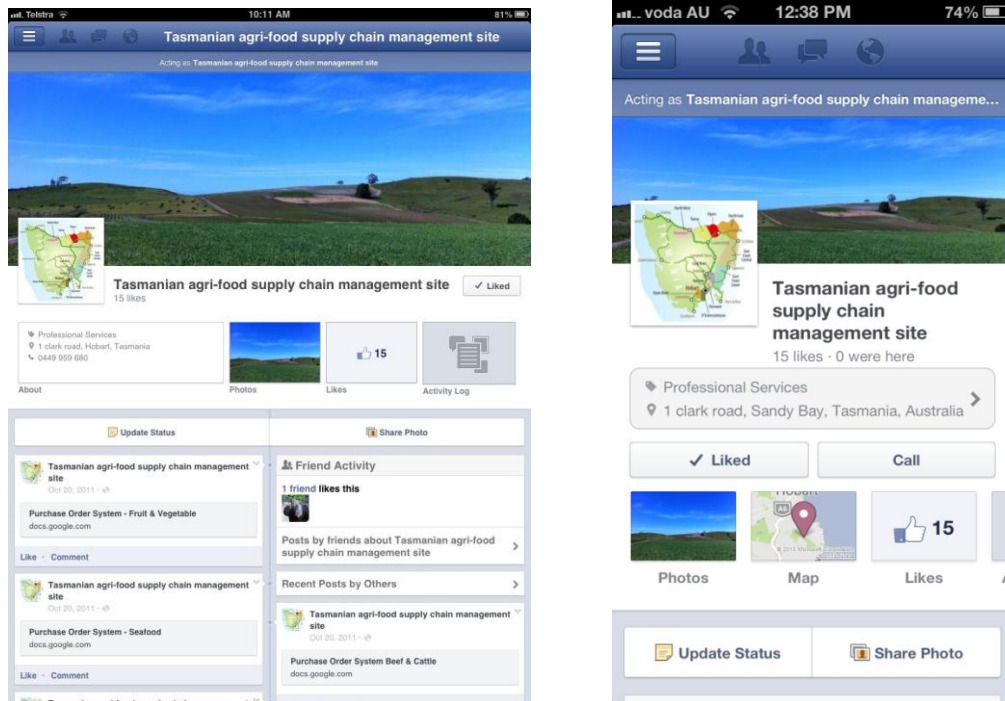 Telstra 10:11 AM 81%
Tasmanian agri-food supply chain management site
Acting as Tasmanian agri-food supply chain management site
Tasmanian agri-food supply chain management site
15 likes
✓ Liked
Professional Services
1 clark road, Hobart, Tasmania
0449 959 680
15
About Photos Likes Activity Log
Update Status Share Photo
Tasmanian agri-food supply chain management
site
Oct 20, 2011
Purchase Order System - Fruit & Vegetable
docs.google.com
Like · Comment
Tasmanian agri-food supply chain management
site
Oct 20, 2011
Purchase Order System - Seafood
docs.google.com
Like · Comment
Friend Activity
1 friend likes this
Posts by friends about Tasmanian agri-food
supply chain management site
Recent Posts by Others
Tasmanian agri-food supply chain management
site
Oct 20, 2011
Purchase Order System Beef & Cattle
docs.google.com
voda AU 12:38 PM 74%
Acting as Tasmanian agri-food supply chain manageme...
Tasmanian agri-food
supply chain
management site
15 likes · 0 were here
Professional Services
1 clark road, Sandy Bay, Tasmania, Australia
✓ Liked Call
A6
15
Photos Map Likes
Update Status Share Photo